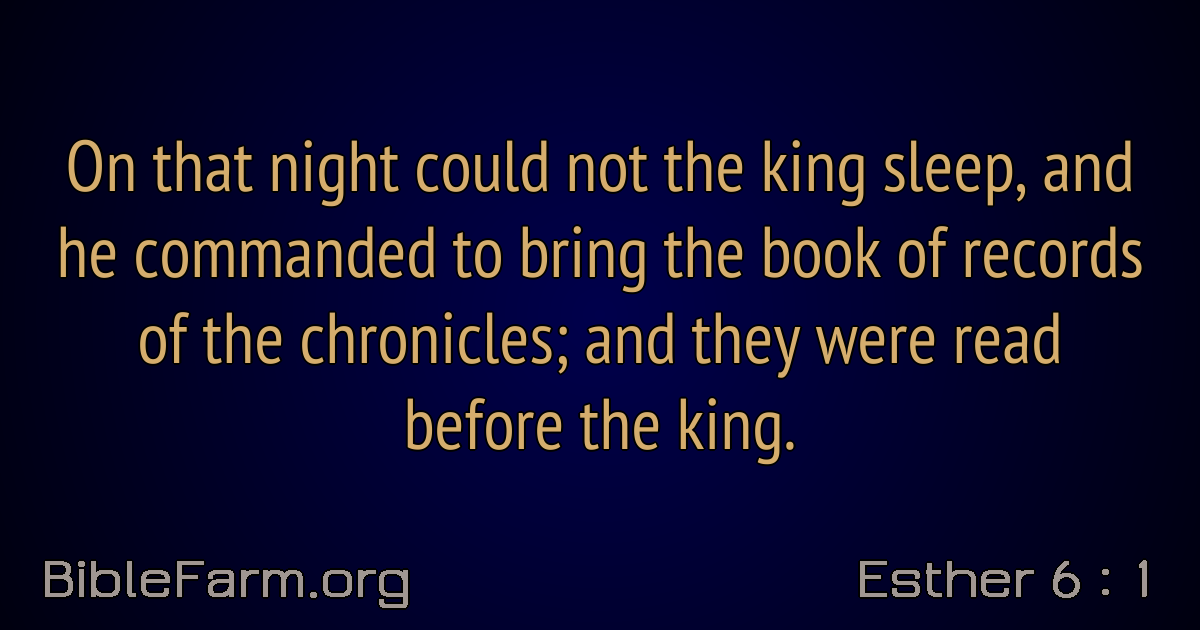 On that night could not the king sleep, and
he commanded to bring the book of records
of the chronicles; and they were read
before the king.
BibleFarm.org
Esther 6 : 1